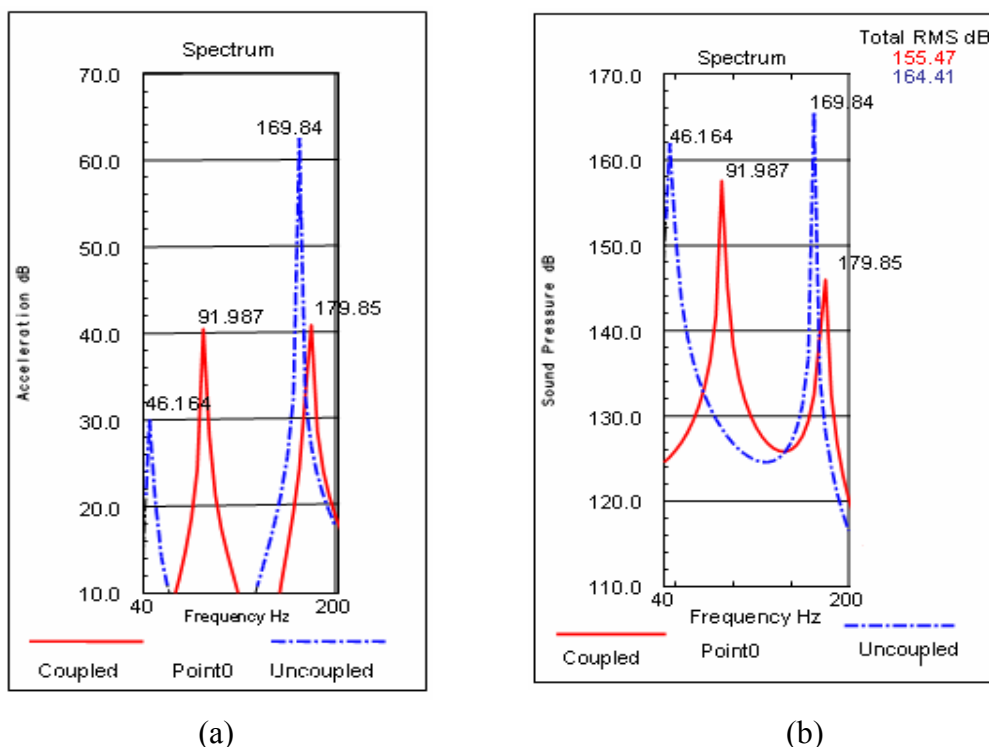 Spectrum
70.0
60.0
50.0
40.0
30.0
20.0
10.0
Acceleration dB
169.84
91.987
179.85
46.164
40
200
Frequency Hz
Coupled
Point0
Uncoupled
(a)
Total RMS dB
155.47
164.41
Spectrum
170.0
160.0
150.0
140.0
130.0
120.0
110.0
Sound Pressure dB
169.84
46.164
91.987
179.85
40
200
Frequency Hz
Coupled
Point0
Uncoupled
(b)